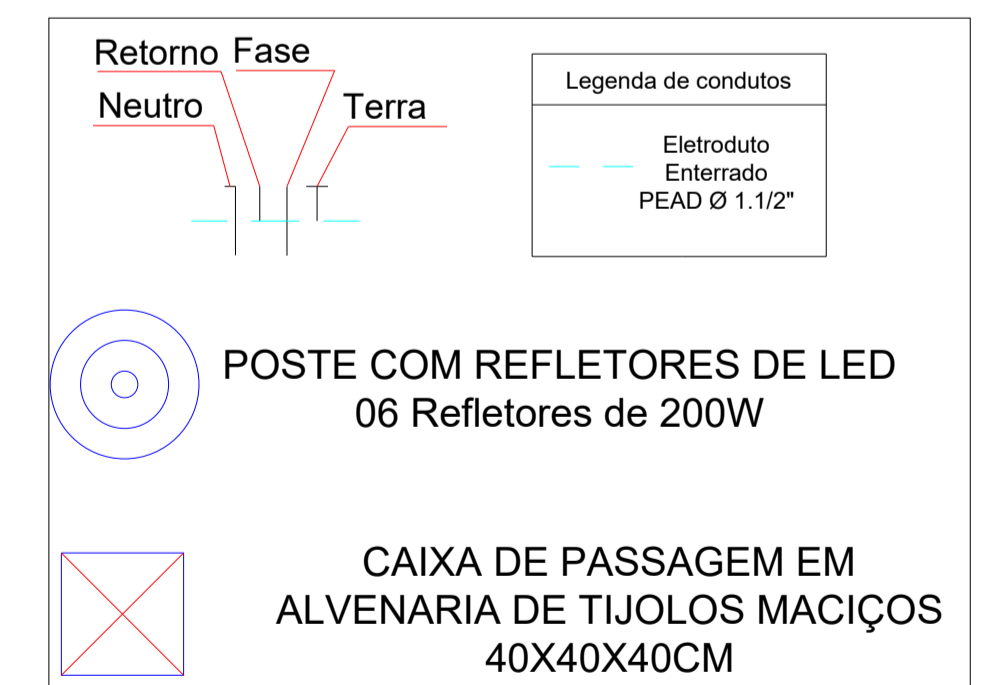 Retorno Fase
Neutro
Terra
Legenda de condutos
Eletroduto
Enterrado
PEAD Ø 1.1/2"
POSTE COM REFLETORES DE LED
06 Refletores de 200W
CAIXA DE PASSAGEM EM
ALVENARIA DE TIJOLOS MACIÇOS
40X40X40CM